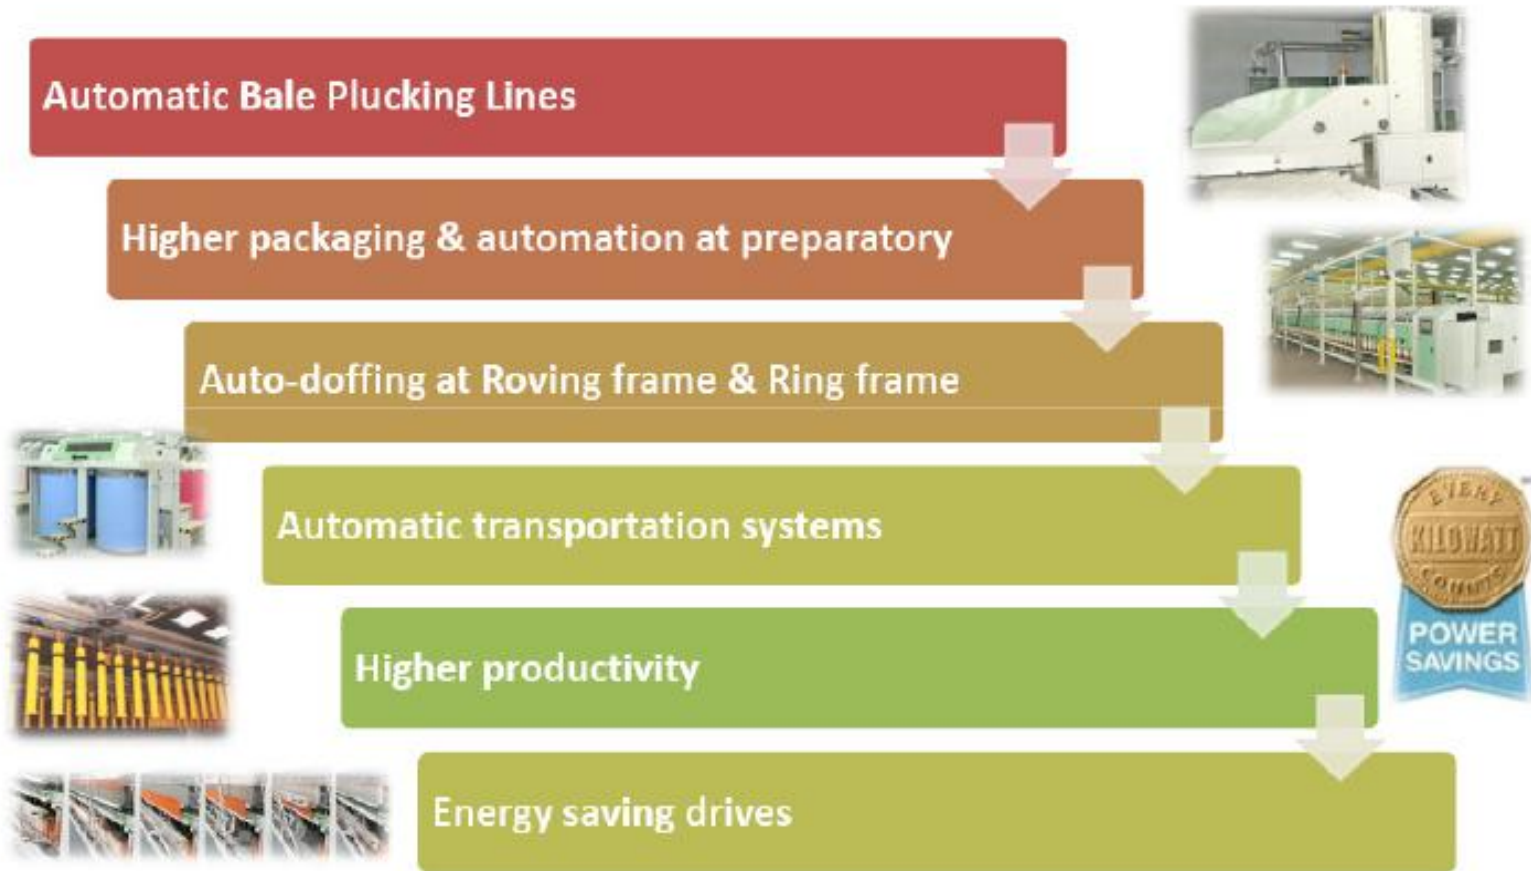 Automatic Bale Plucking Lines
Higher packaging & automation at preparatory
Auto-doffing at Roving frame & Ring frame
Automatic transportation systems
EVERY
KILOWATT
COUNTS
POWER
SAVINGS
Higher productivity
Energy saving drives